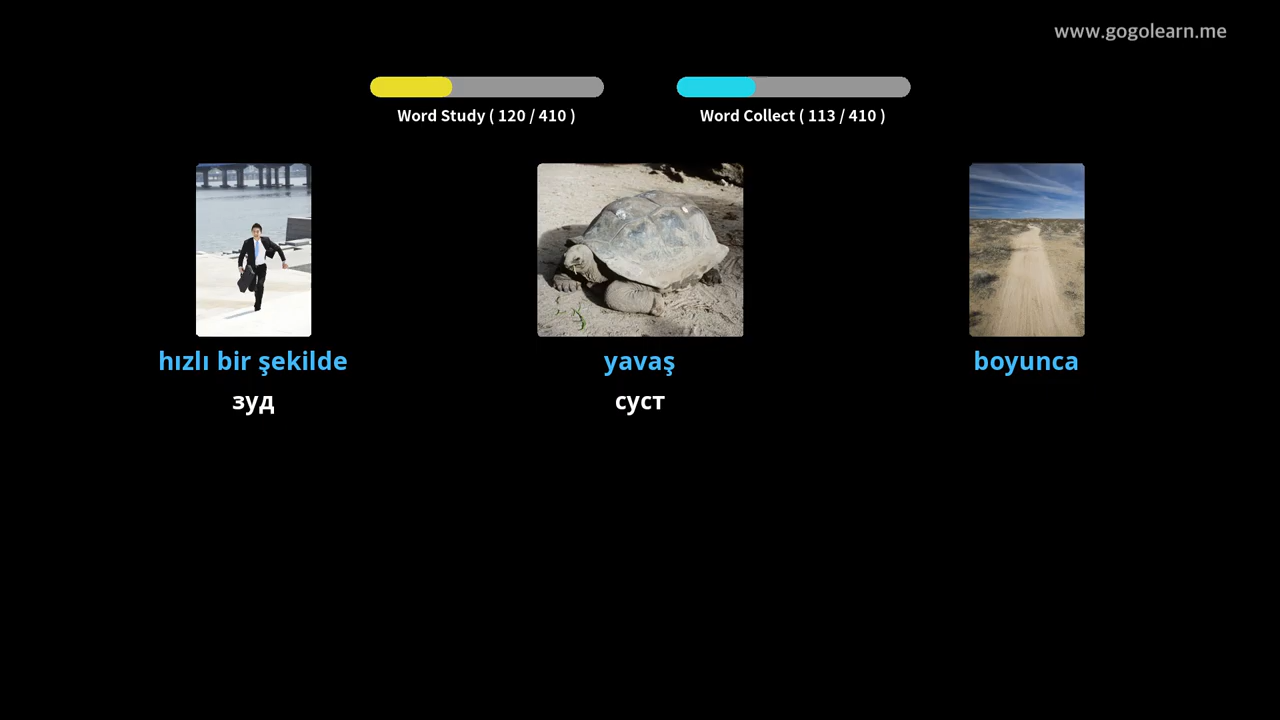 www.gogolearn.me
Word Study ( 120 / 410 )
Word Collect ( 113 / 410 )
hızlı bir şekilde
yavaş
boyunca
зуд
суст